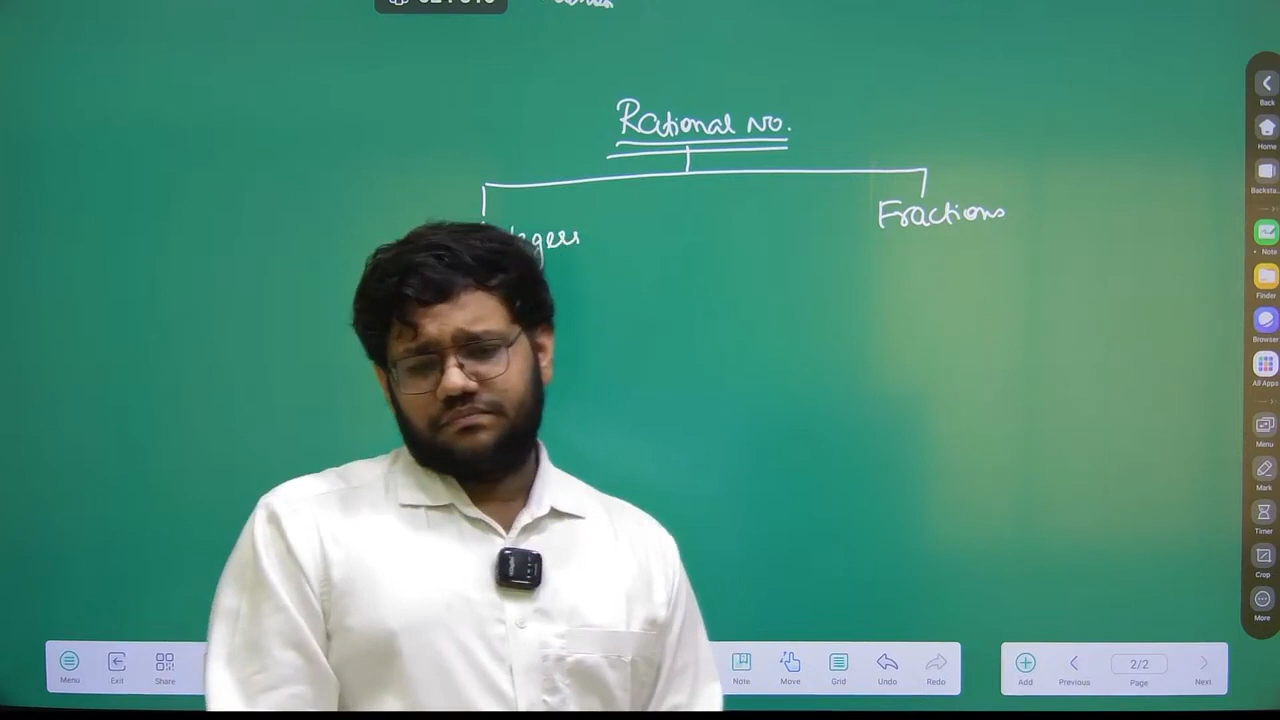 Rational No.
Fractions
Back
Home
Note
Finder
Browser
All Apps
Menu
Mark
Timer
Crop
More
Menu Exit Share Note Move Grid Undo Redo Add Previous 2/2 Page Next